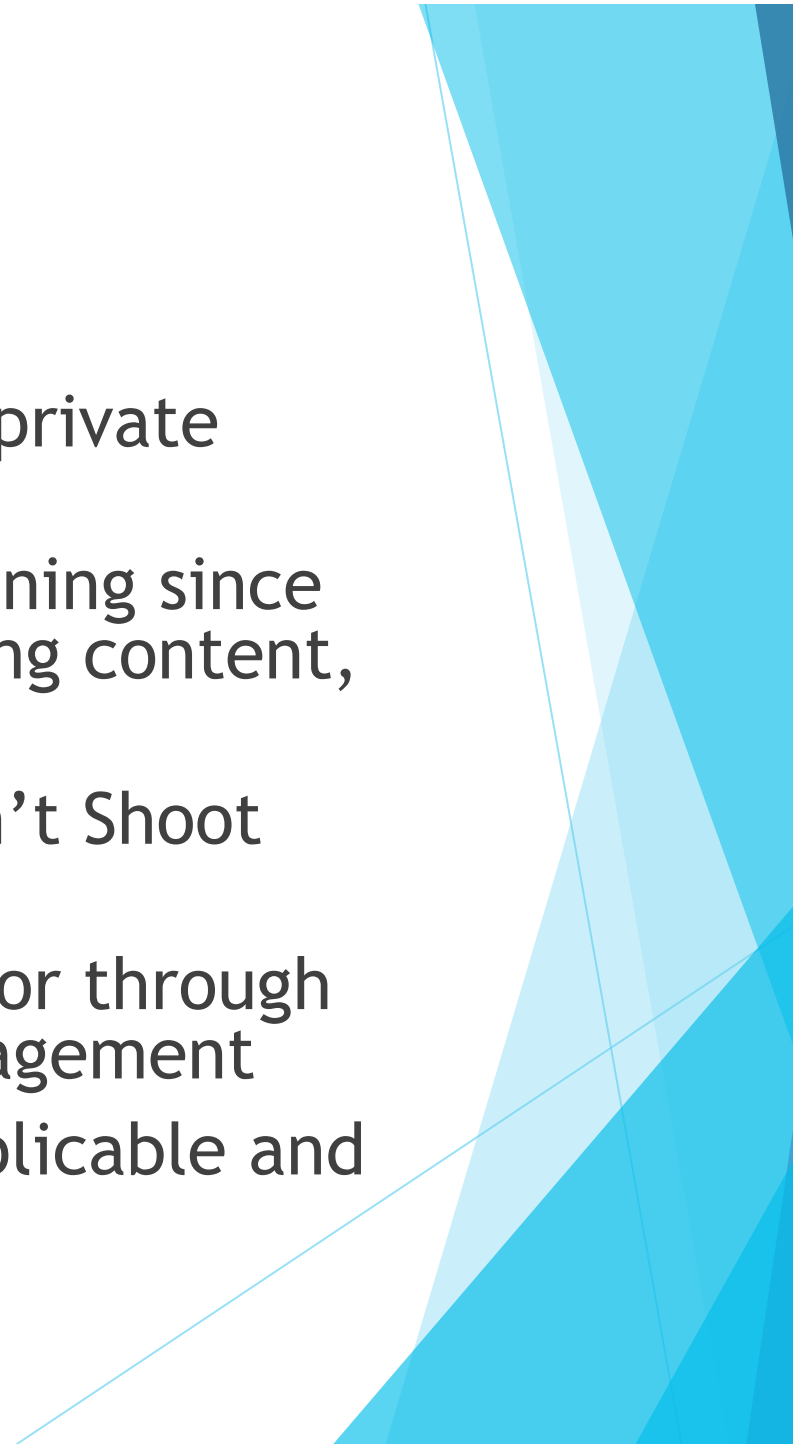 private
ning since
ng content,
’t Shoot
or through
agement
plicable and